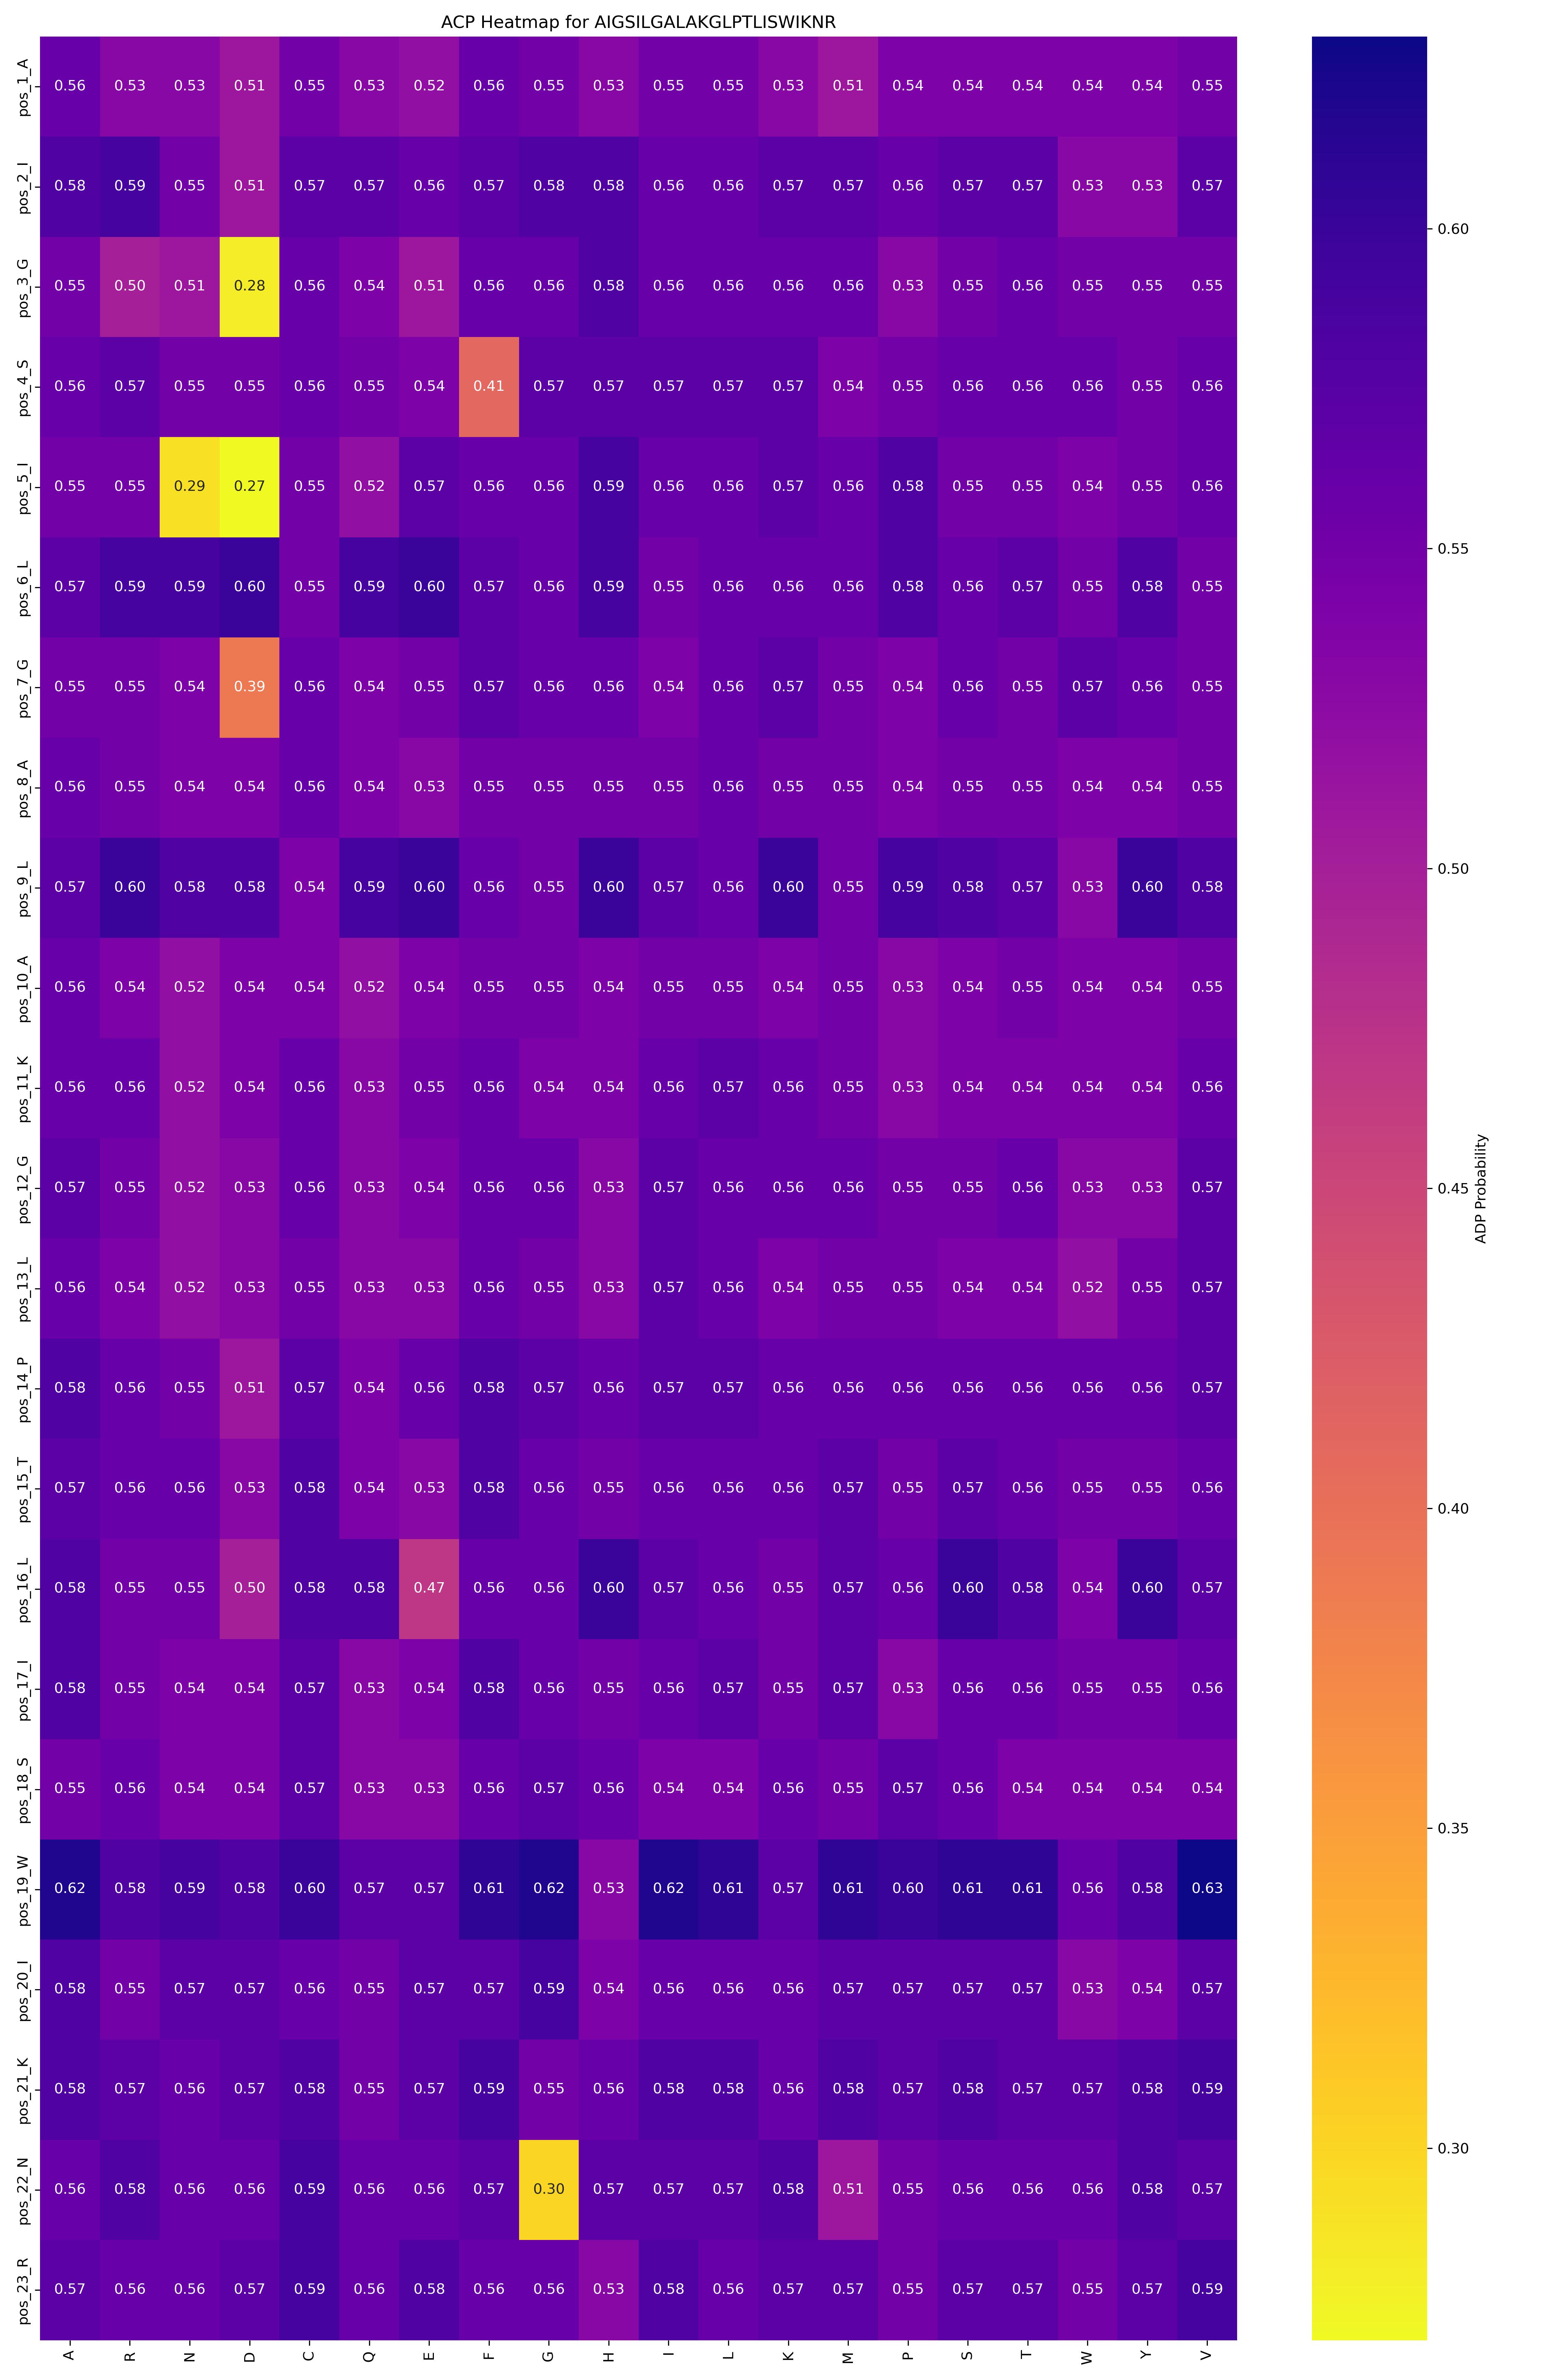 ACP Heatmap for AIGSILGALAKGLPTLISWIKNR
pos_1_A 0.56 0.53 0.53 0.51 0.55 0.53 0.52 0.56 0.55 0.53 0.55 0.55 0.53 0.51 0.54 0.54 0.54 0.54 0.54 0.55
pos_2_I 0.58 0.59 0.55 0.51 0.57 0.57 0.56 0.57 0.58 0.58 0.56 0.56 0.57 0.57 0.56 0.57 0.57 0.53 0.53 0.57
pos_3_G 0.55 0.50 0.51 0.28 0.56 0.54 0.51 0.56 0.56 0.58 0.56 0.56 0.56 0.56 0.53 0.55 0.56 0.55 0.55 0.55
pos_4_S 0.56 0.57 0.55 0.55 0.56 0.55 0.54 0.41 0.57 0.57 0.57 0.57 0.57 0.54 0.55 0.56 0.56 0.56 0.55 0.56
pos_5_I 0.55 0.55 0.29 0.27 0.55 0.52 0.57 0.56 0.56 0.59 0.56 0.56 0.57 0.56 0.58 0.55 0.55 0.54 0.55 0.56
pos_6_L 0.57 0.59 0.59 0.60 0.55 0.59 0.60 0.57 0.56 0.59 0.55 0.56 0.56 0.56 0.58 0.56 0.57 0.55 0.58 0.55
pos_7_G 0.55 0.55 0.54 0.39 0.56 0.54 0.55 0.57 0.56 0.56 0.54 0.56 0.57 0.55 0.54 0.56 0.55 0.57 0.56 0.55
pos_8_A 0.56 0.55 0.54 0.54 0.56 0.54 0.53 0.55 0.55 0.55 0.55 0.56 0.55 0.55 0.54 0.55 0.55 0.54 0.54 0.55
pos_9_L 0.57 0.60 0.58 0.58 0.54 0.59 0.60 0.56 0.55 0.60 0.57 0.56 0.60 0.55 0.59 0.58 0.57 0.53 0.60 0.58
pos_10_A 0.56 0.54 0.52 0.54 0.54 0.52 0.54 0.55 0.55 0.54 0.55 0.55 0.54 0.55 0.53 0.54 0.55 0.54 0.54 0.55
pos_11_K 0.56 0.56 0.52 0.54 0.56 0.53 0.55 0.56 0.54 0.54 0.56 0.57 0.56 0.55 0.53 0.54 0.54 0.54 0.54 0.56
pos_12_G 0.57 0.55 0.52 0.53 0.56 0.53 0.54 0.56 0.56 0.53 0.57 0.56 0.56 0.56 0.55 0.55 0.56 0.53 0.53 0.57
pos_13_L 0.56 0.54 0.52 0.53 0.55 0.53 0.53 0.56 0.55 0.53 0.57 0.56 0.54 0.55 0.55 0.54 0.54 0.52 0.55 0.57
pos_14_P 0.58 0.56 0.55 0.51 0.57 0.54 0.56 0.58 0.57 0.56 0.57 0.57 0.56 0.56 0.56 0.56 0.56 0.56 0.56 0.57
pos_15_T 0.57 0.56 0.56 0.53 0.58 0.54 0.53 0.58 0.56 0.55 0.56 0.56 0.56 0.57 0.55 0.57 0.56 0.55 0.55 0.56
pos_16_L 0.58 0.55 0.55 0.50 0.58 0.58 0.47 0.56 0.56 0.60 0.57 0.56 0.55 0.57 0.56 0.60 0.58 0.54 0.60 0.57
pos_17_I 0.58 0.55 0.54 0.54 0.57 0.53 0.54 0.58 0.56 0.55 0.56 0.57 0.55 0.57 0.53 0.56 0.56 0.55 0.55 0.56
pos_18_S 0.55 0.56 0.54 0.54 0.57 0.53 0.53 0.56 0.57 0.56 0.54 0.54 0.56 0.55 0.57 0.56 0.54 0.54 0.54 0.54
pos_19_W 0.62 0.58 0.59 0.58 0.60 0.57 0.57 0.61 0.62 0.53 0.62 0.61 0.57 0.61 0.60 0.61 0.61 0.56 0.58 0.63
pos_20_I 0.58 0.55 0.57 0.57 0.56 0.55 0.57 0.57 0.59 0.54 0.56 0.56 0.56 0.57 0.57 0.57 0.57 0.53 0.54 0.57
pos_21_K 0.58 0.57 0.56 0.57 0.58 0.55 0.57 0.59 0.55 0.56 0.58 0.58 0.56 0.58 0.57 0.58 0.57 0.57 0.58 0.59
pos_22_N 0.56 0.58 0.56 0.56 0.59 0.56 0.56 0.57 0.30 0.57 0.57 0.57 0.58 0.51 0.55 0.56 0.56 0.56 0.58 0.57
pos_23_R 0.57 0.56 0.56 0.57 0.59 0.56 0.58 0.56 0.56 0.53 0.58 0.56 0.57 0.57 0.55 0.57 0.57 0.55 0.57 0.59
A R N D C Q E F G H I L K M P S T W Y V
0.60
0.55
0.50
0.45
0.40
0.35
0.30
ADP Probability